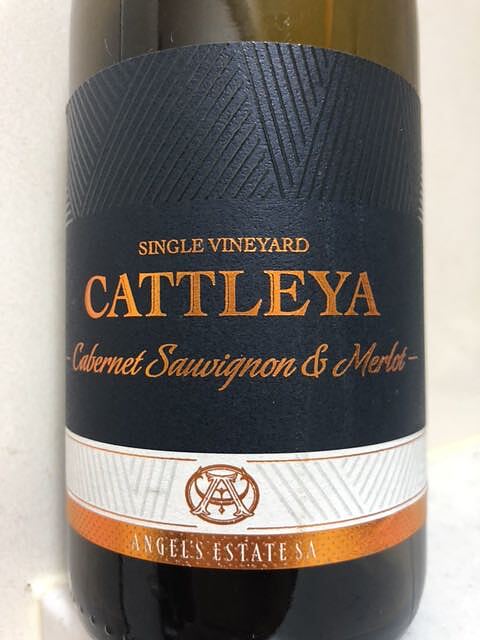 SINGLE VINEYARD
CATTLEYA
- Cabernet Sauvignon & Merlot -
A
ANGEL'S ESTATE SA